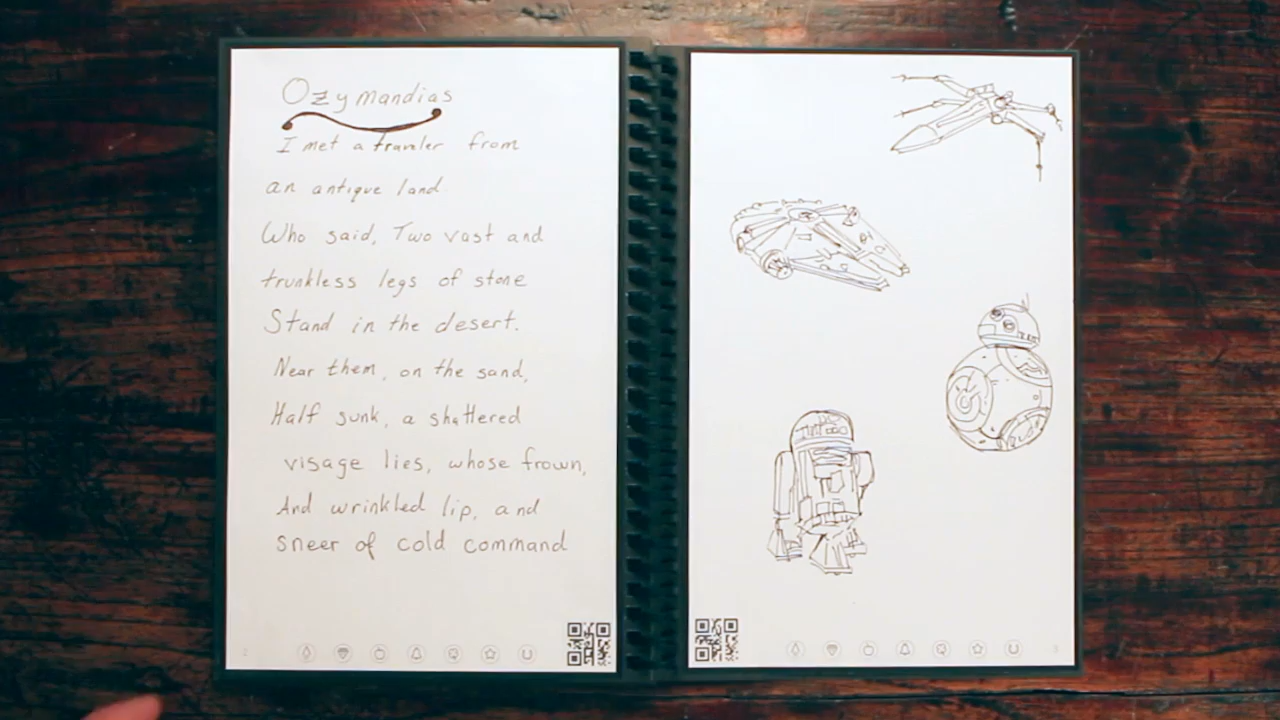 Ozymandias
I met a traveler from
an antique land
Who said, Two vast and
trunkless legs of stone
Stand in the desert.
Near them, on the sand,
Half sunk, a shattered
visage lies, whose frown,
And wrinkled lip, and
sneer of cold command
2
3